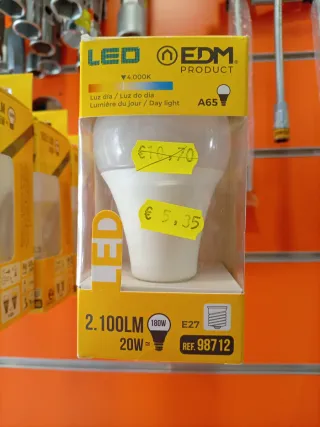 LED
EDM®
PRODUCT
▼4.000K
Luz día / Luz do dia
Lumière du jour / Day light
A65
€10,70
€ 5,35
LED
2.100LM
180W
20W=
E27
REF. 98712